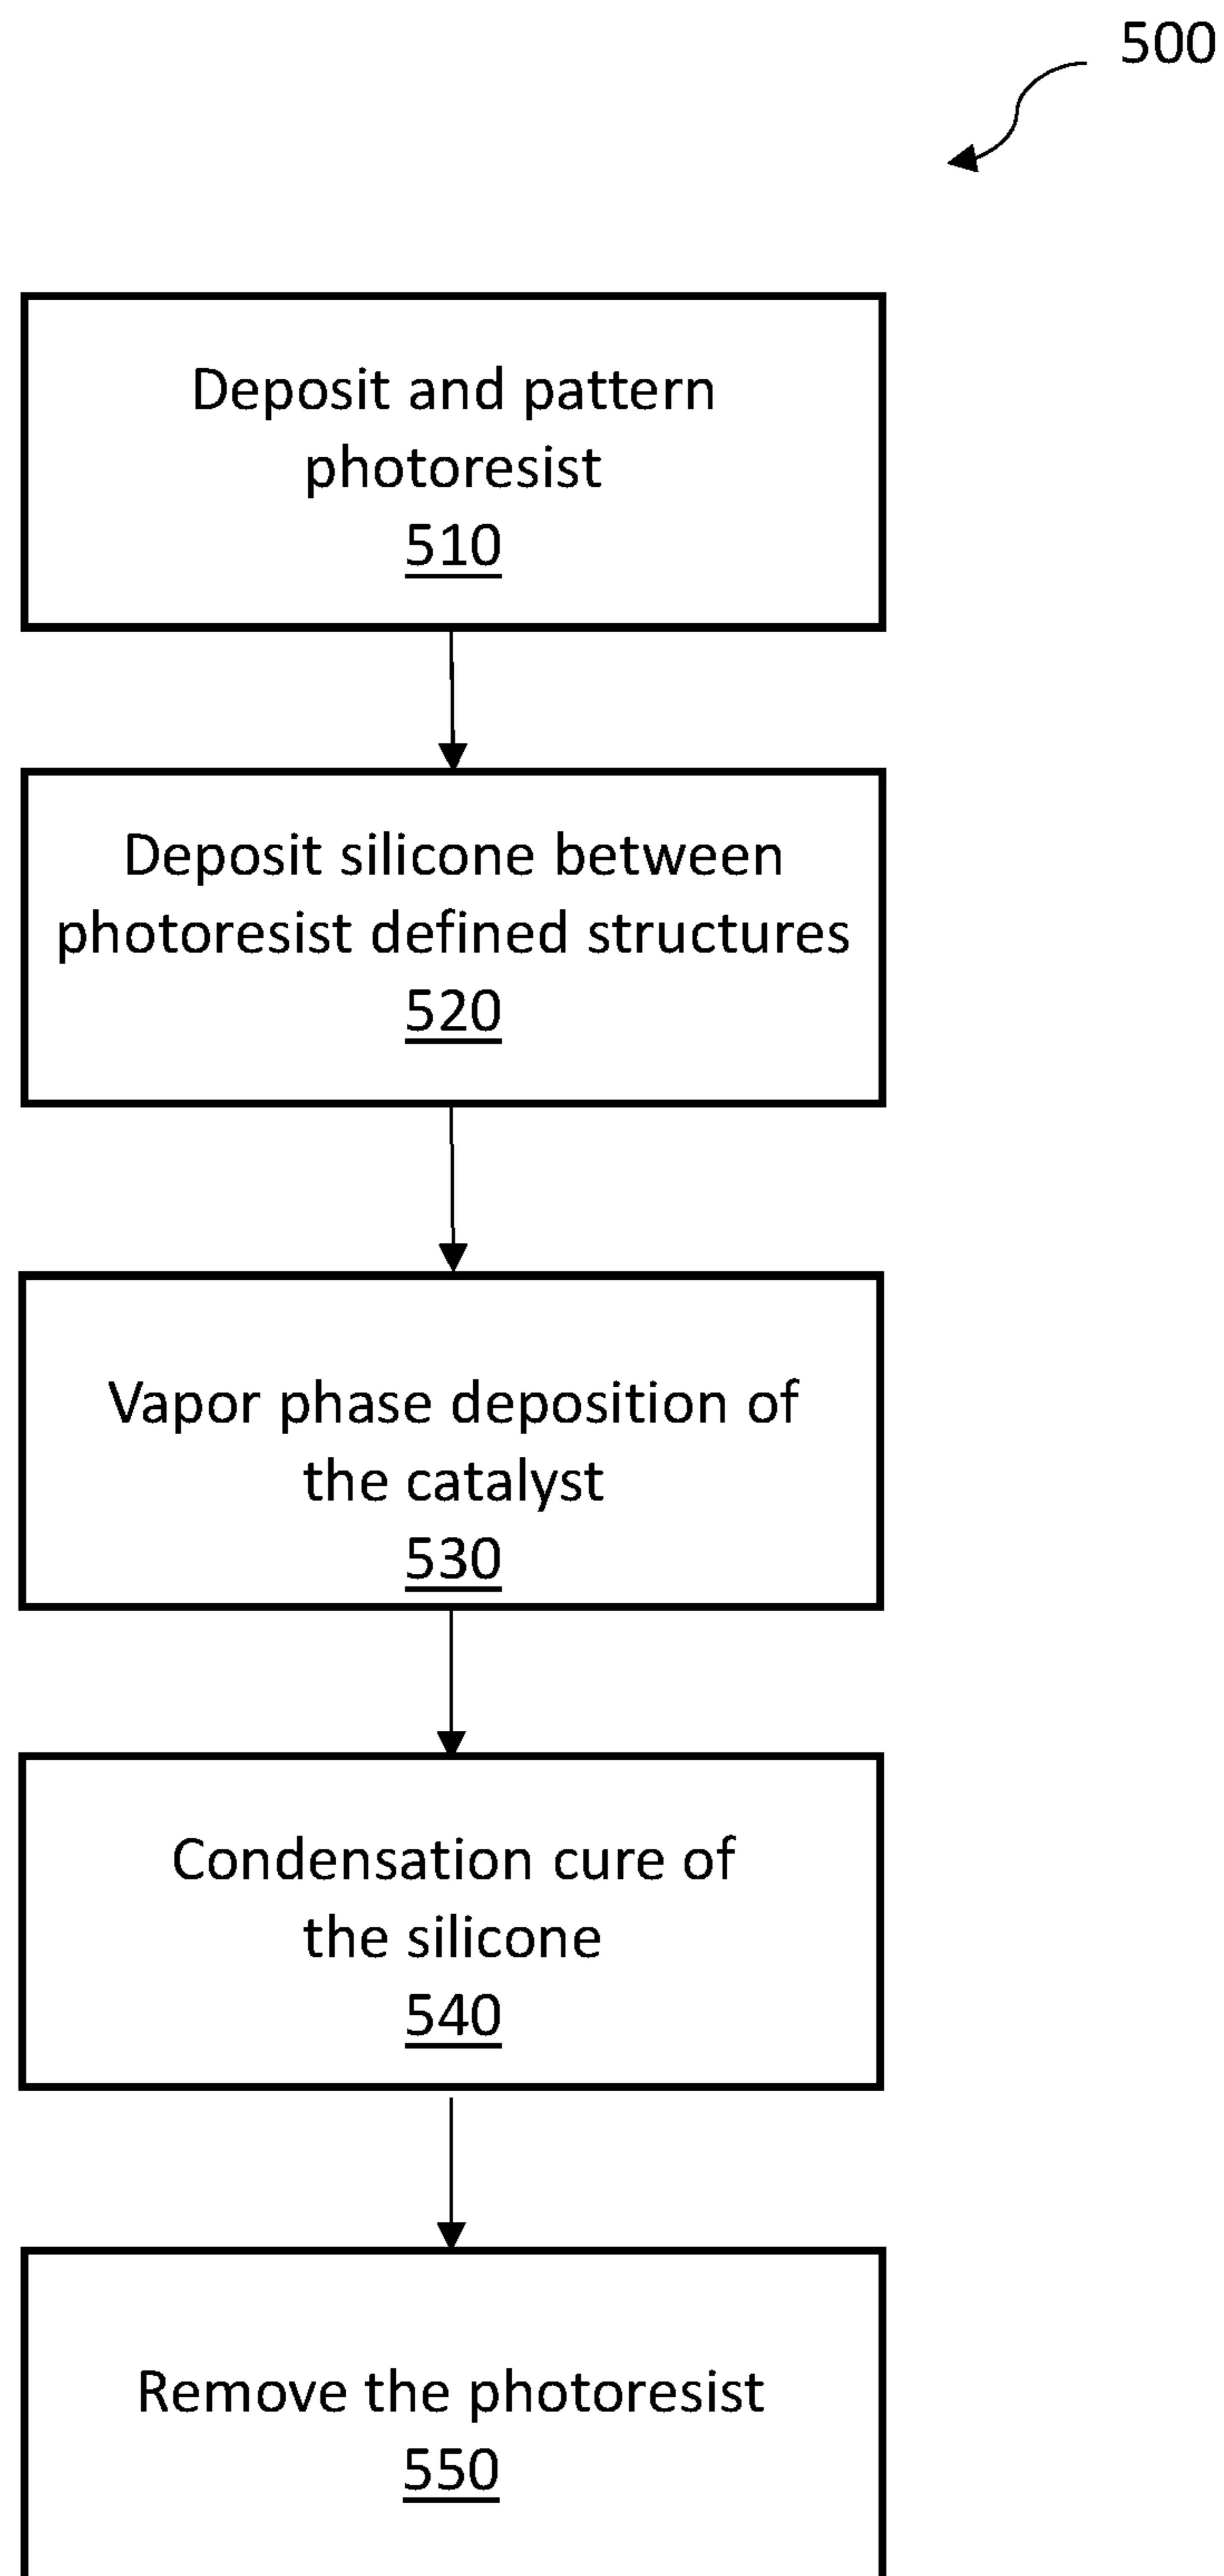 500
Deposit and pattern
photoresist
510
Deposit silicone between
photoresist defined structures
520
Vapor phase deposition of
the catalyst
530
Condensation cure of
the silicone
540
Remove the photoresist
550